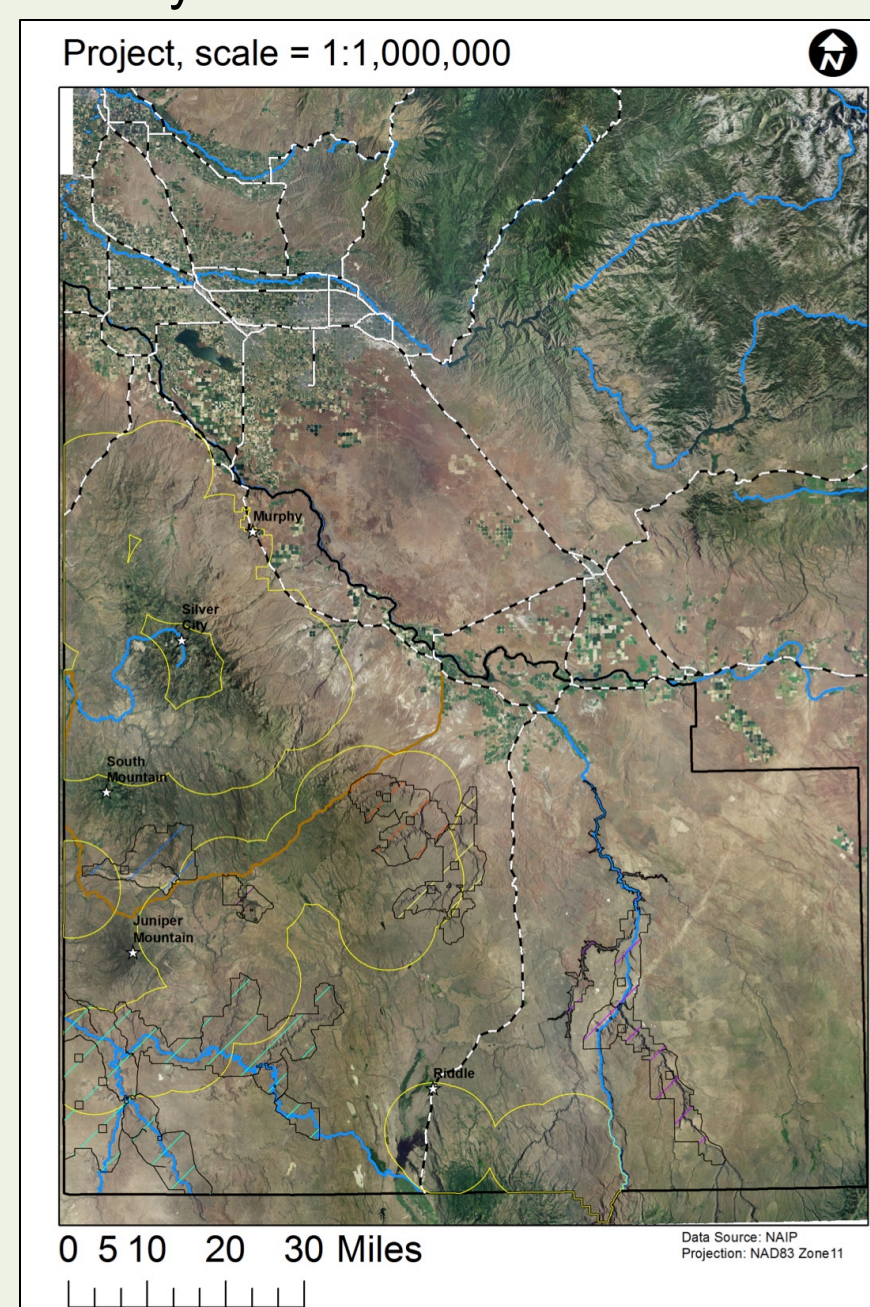 Project, scale = 1:1,000,000
N
Murphy
Silver
City
South
Mountain
Juniper
Mountain
Riddle
0 5 10 20 30 Miles
Data Source: NAIP
Projection: NAD83 Zone11